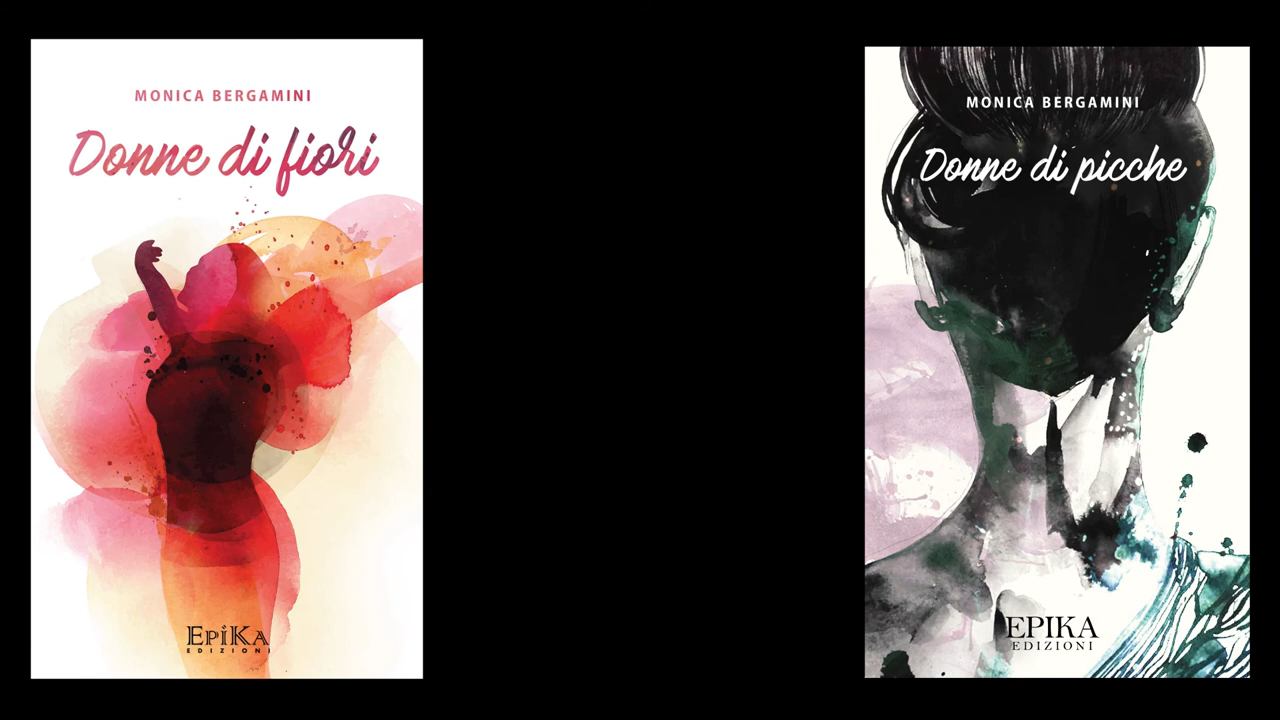 MONICA BERGAMINI
Donne di fiori
EPIKA
EDIZIONI
MONICA BERGAMINI
Donne di picche
EPIKA
EDIZIONI